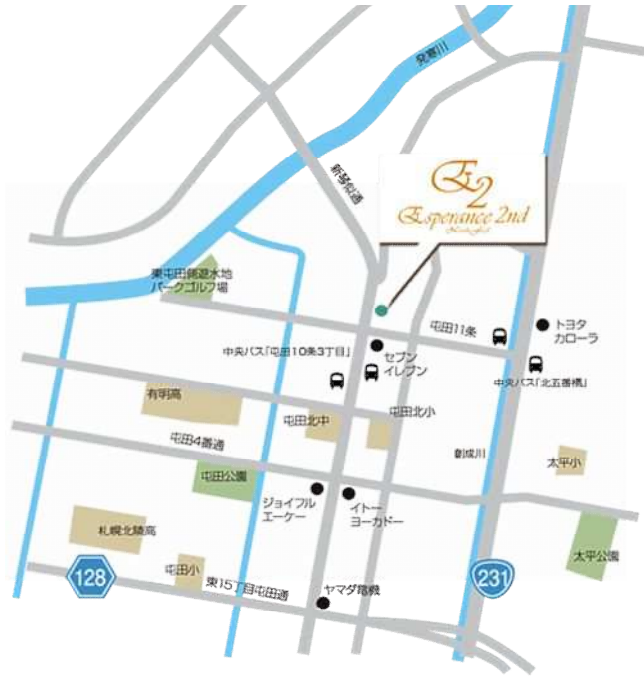 発寒川
新琴似通
E2
Esperance 2nd
東屯田側遊水地
パークゴルフ場
屯田11条
トヨタ
カローラ
中央バス「屯田10条3丁目」
セブン
イレブン
中央バス「北五番橋」
有明高
屯田北中
屯田北小
屯田4番通
創成川
太平小
屯田公園
ジョイフル
エーケー
イトー
ヨーカドー
札幌北陵高
太平公園
128
屯田小
東15丁目屯田通
ヤマダ電機
231